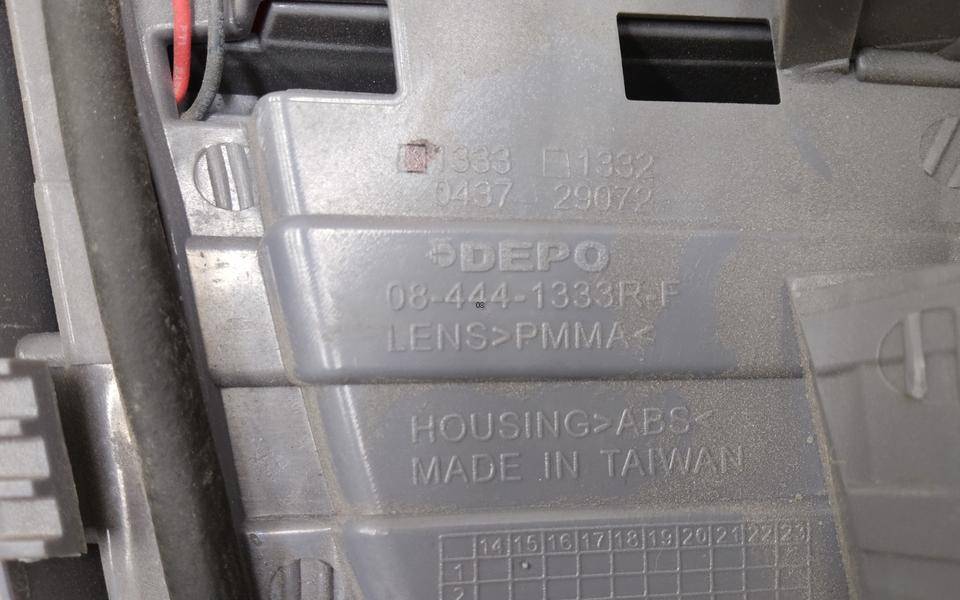 1333 1332
0437 29072
DEPO
08-444-1333R-F
08
LENS>PMMA<
HOUSING>ABS<
MADE IN TAIWAN
14 15 16 17 18 19 20 21 22 23
1
2